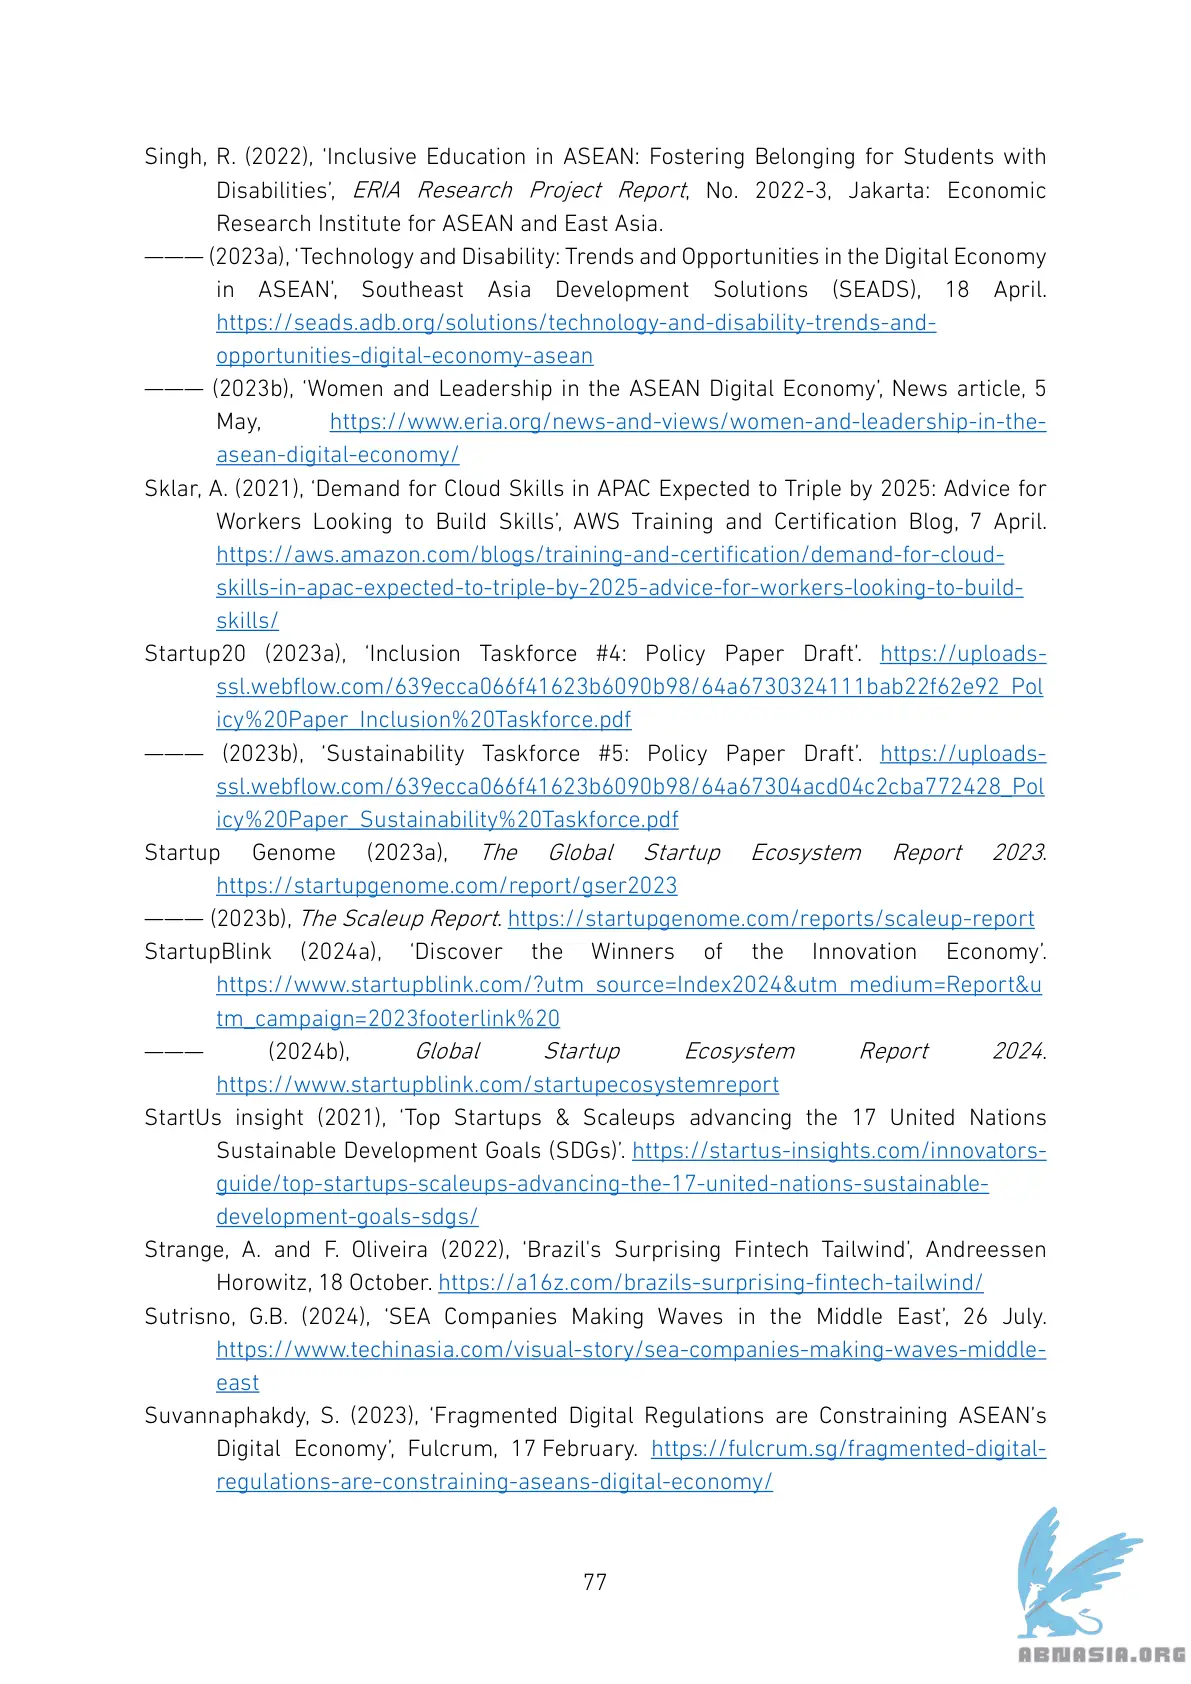 Singh, R. (2022), ‘Inclusive Education in ASEAN: Fostering Belonging for Students with
Disabilities’, ERIA Research Project Report, No. 2022-3, Jakarta: Economic
Research Institute for ASEAN and East Asia.
——— (2023a), ‘Technology and Disability: Trends and Opportunities in the Digital Economy
in ASEAN’, Southeast Asia Development Solutions (SEADS), 18 April.
https://seads.adb.org/solutions/technology-and-disability-trends-and-
opportunities-digital-economy-asean
——— (2023b), ‘Women and Leadership in the ASEAN Digital Economy’, News article, 5
May, https://www.eria.org/news-and-views/women-and-leadership-in-the-
asean-digital-economy/
Sklar, A. (2021), ‘Demand for Cloud Skills in APAC Expected to Triple by 2025: Advice for
Workers Looking to Build Skills’, AWS Training and Certification Blog, 7 April.
https://aws.amazon.com/blogs/training-and-certification/demand-for-cloud-
skills-in-apac-expected-to-triple-by-2025-advice-for-workers-looking-to-build-
skills/
Startup20 (2023a), ‘Inclusion Taskforce #4: Policy Paper Draft’. https://uploads-
ssl.webflow.com/639ecca066f41623b6090b98/64a6730324111bab22f62e92_Pol
icy%20Paper_Inclusion%20Taskforce.pdf
——— (2023b), ‘Sustainability Taskforce #5: Policy Paper Draft’. https://uploads-
ssl.webflow.com/639ecca066f41623b6090b98/64a67304acd04c2cba772428_Pol
icy%20Paper_Sustainability%20Taskforce.pdf
Startup Genome (2023a), The Global Startup Ecosystem Report 2023.
https://startupgenome.com/report/gser2023
——— (2023b), The Scaleup Report. https://startupgenome.com/reports/scaleup-report
StartupBlink (2024a), ‘Discover the Winners of the Innovation Economy’.
https://www.startupblink.com/?utm_source=Index2024&utm_medium=Report&u
tm_campaign=2023footerlink%20
——— (2024b), Global Startup Ecosystem Report 2024.
https://www.startupblink.com/startupecosystemreport
StartUs insight (2021), ‘Top Startups & Scaleups advancing the 17 United Nations
Sustainable Development Goals (SDGs)’. https://startus-insights.com/innovators-
guide/top-startups-scaleups-advancing-the-17-united-nations-sustainable-
development-goals-sdgs/
Strange, A. and F. Oliveira (2022), ‘Brazil's Surprising Fintech Tailwind’, Andreessen
Horowitz, 18 October. https://a16z.com/brazils-surprising-fintech-tailwind/
Sutrisno, G.B. (2024), ‘SEA Companies Making Waves in the Middle East’, 26 July.
https://www.techinasia.com/visual-story/sea-companies-making-waves-middle-
east
Suvannaphakdy, S. (2023), ‘Fragmented Digital Regulations are Constraining ASEAN’s
Digital Economy’, Fulcrum, 17 February. https://fulcrum.sg/fragmented-digital-
regulations-are-constraining-aseans-digital-economy/
77
ABNASIA.ORG